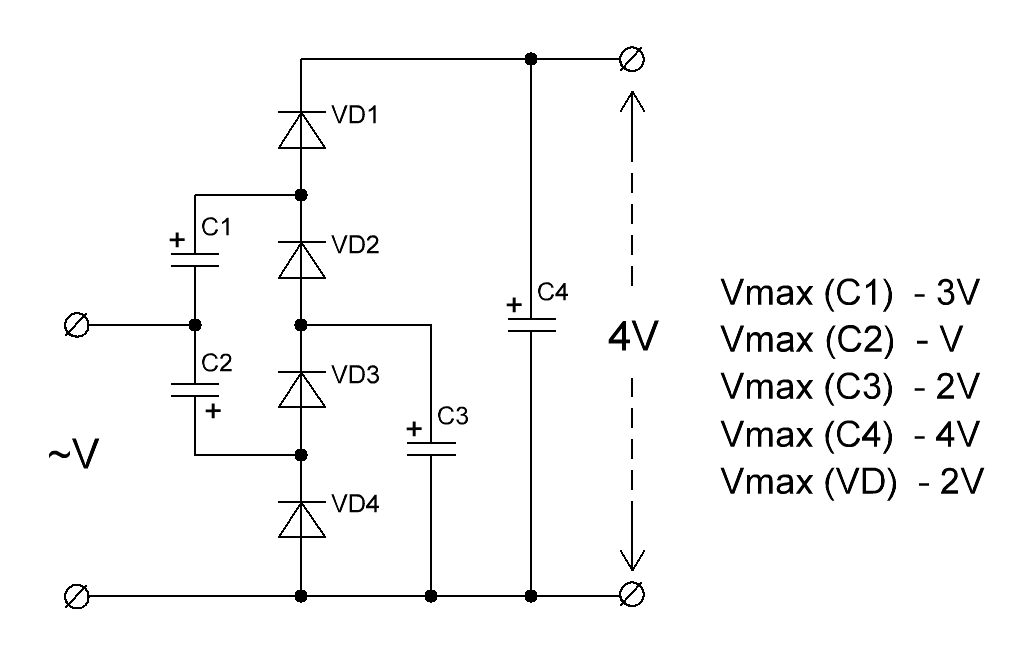 VD1
+ C1
VD2
+ C4
C2
+
VD3
+ C3
~V
VD4
4V
Vmax (C1) - 3V
Vmax (C2) - V
Vmax (C3) - 2V
Vmax (C4) - 4V
Vmax (VD) - 2V